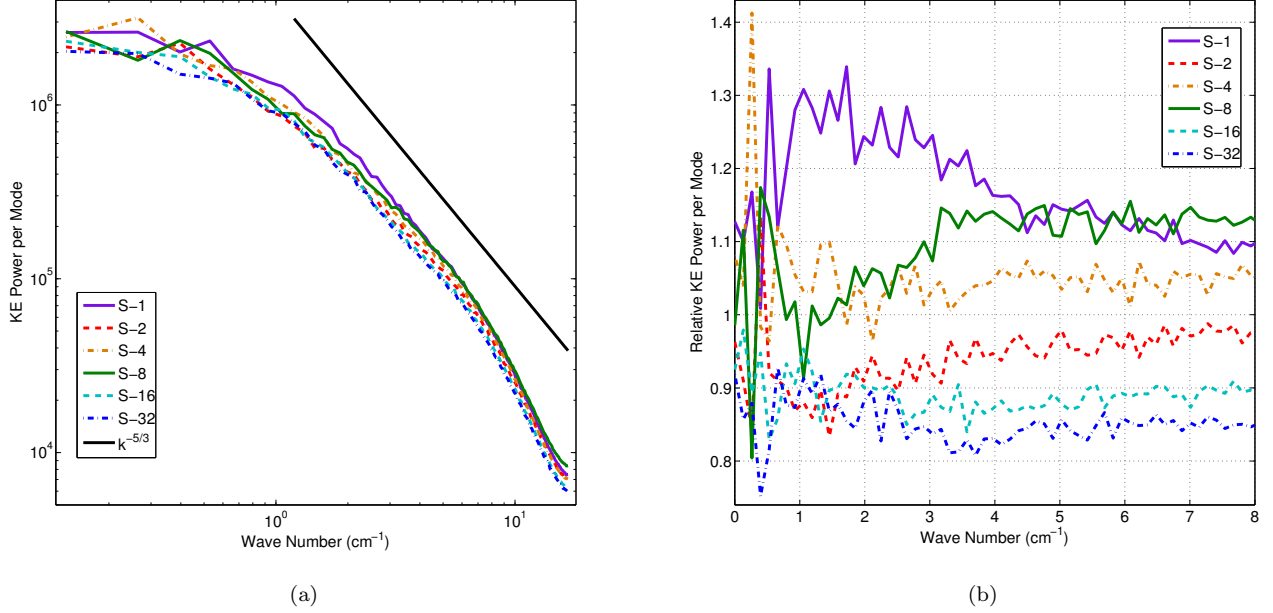 10^6
10^5
10^4
10^0
10^1
KE Power per Mode
Wave Number (cm^−1)
S−1
S−2
S−4
S−8
S−16
S−32
k^−5/3
(a)
1.4
1.3
1.2
1.1
1
0.9
0.8
0 1 2 3 4 5 6 7 8
Relative KE Power per Mode
Wave Number (cm^−1)
S−1
S−2
S−4
S−8
S−16
S−32
(b)